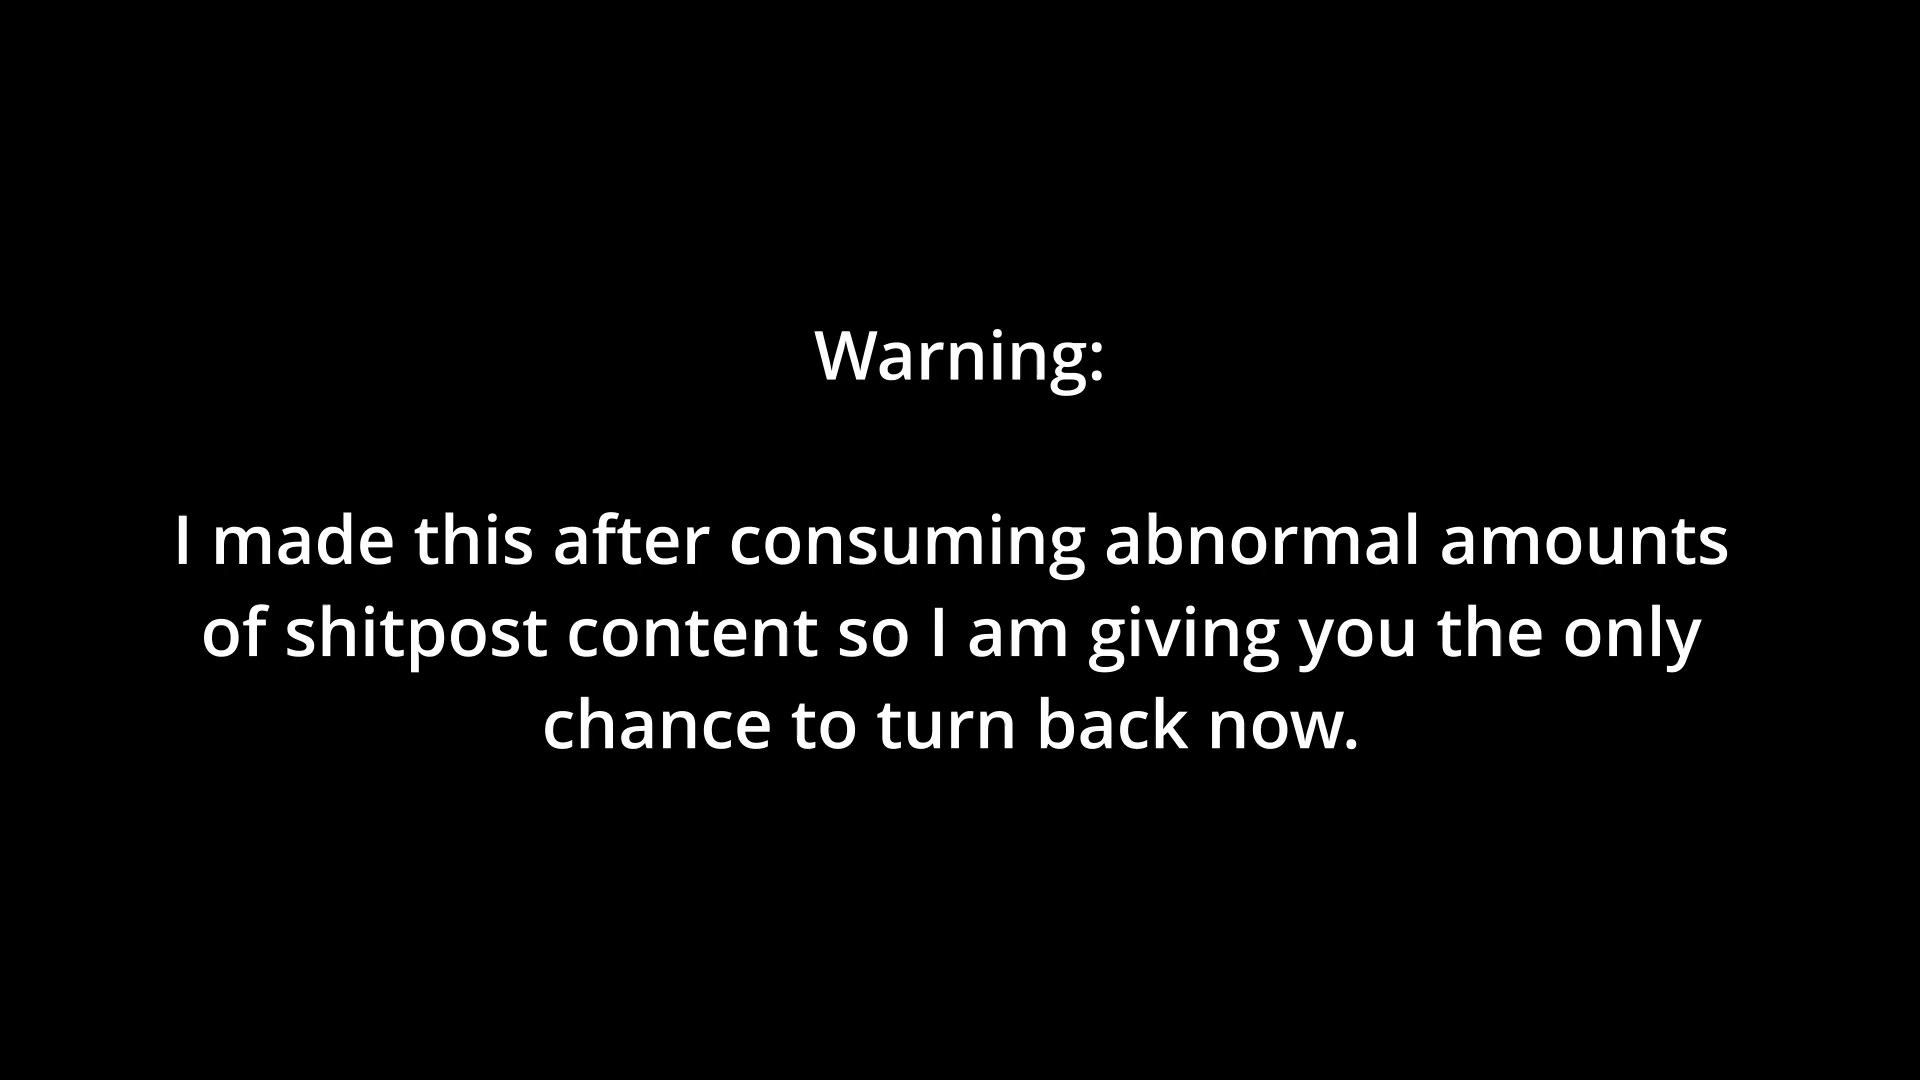 Warning:
I made this after consuming abnormal amounts
of shitpost content so I am giving you the only
chance to turn back now.